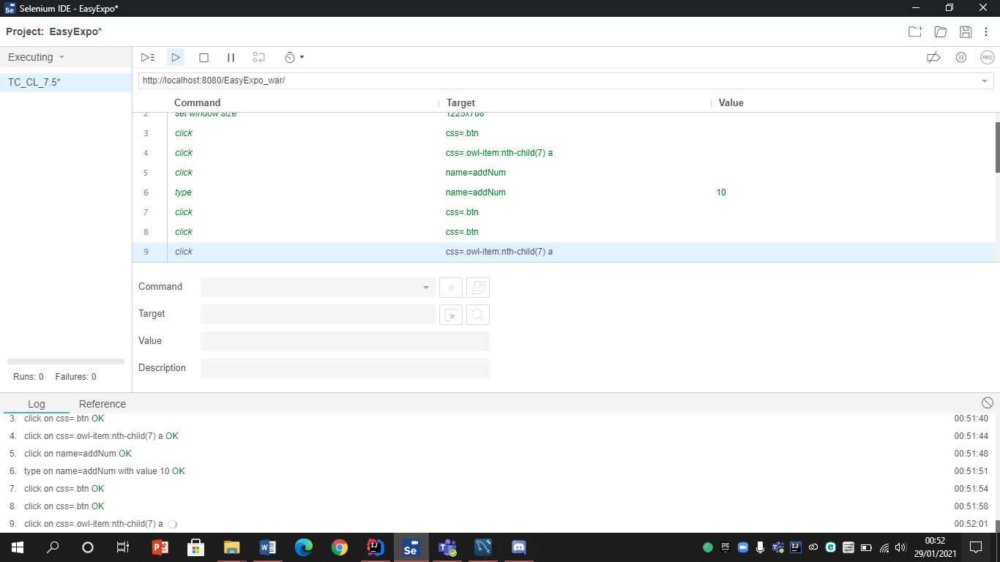 Selenium IDE - EasyExpo*
Project: EasyExpo*
Executing
TC_CL_7.5*
REC
http://localhost:8080/EasyExpo_war/
Command Target Value
2 set window size 1225x708
3 click css=.btn
4 click css=.owl-item:nth-child(7) a
5 click name=addNum
6 type name=addNum 10
7 click css=.btn
8 click css=.btn
9 click css=.owl-item:nth-child(7) a
Command //
Target
Value
Description
Runs: 0 Failures: 0
Log Reference
3. click on css=.btn OK 00:51:40
4. click on css=.owl-item:nth-child(7) a OK 00:51:44
5. click on name=addNum OK 00:51:48
6. type on name=addNum with value 10 OK 00:51:51
7. click on css=.btn OK 00:51:54
8. click on css=.btn OK 00:51:58
9. click on css=.owl-item:nth-child(7) a 00:52:01
00:52
29/01/2021